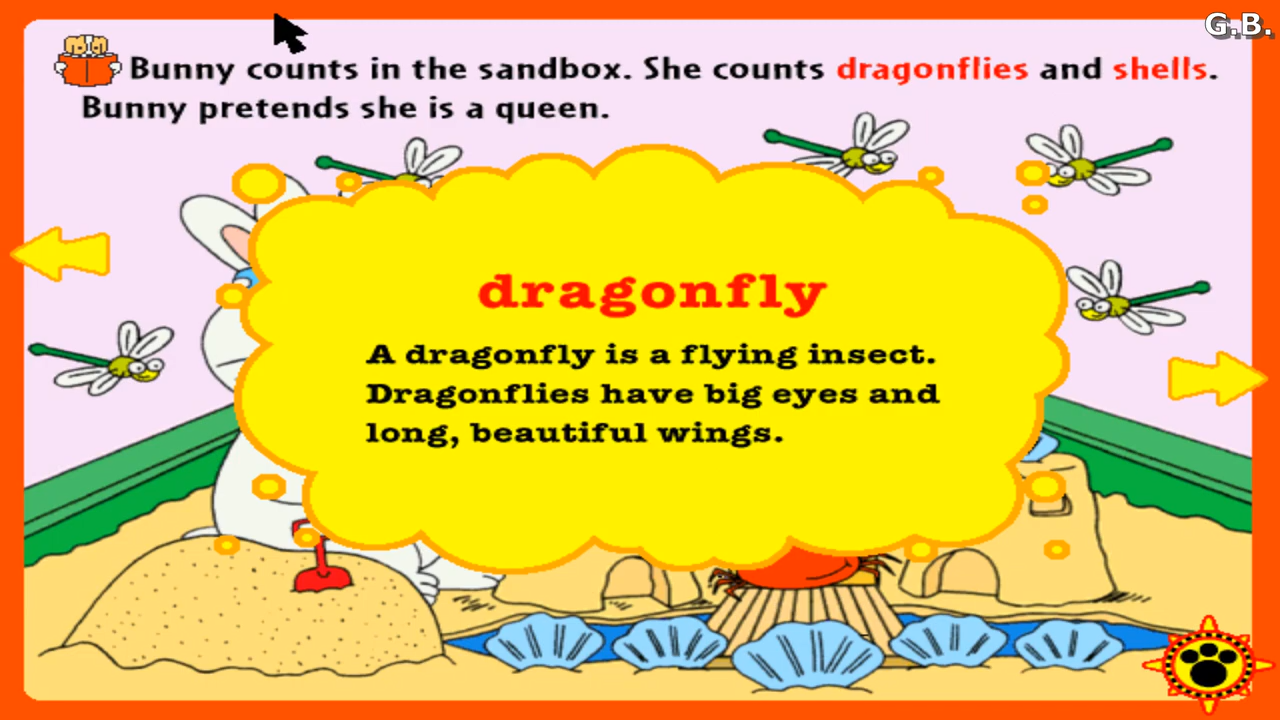 G.B.
Bunny counts in the sandbox. She counts dragonflies and shells.
Bunny pretends she is a queen.
dragonfly
A dragonfly is a flying insect.
Dragonflies have big eyes and
long, beautiful wings.